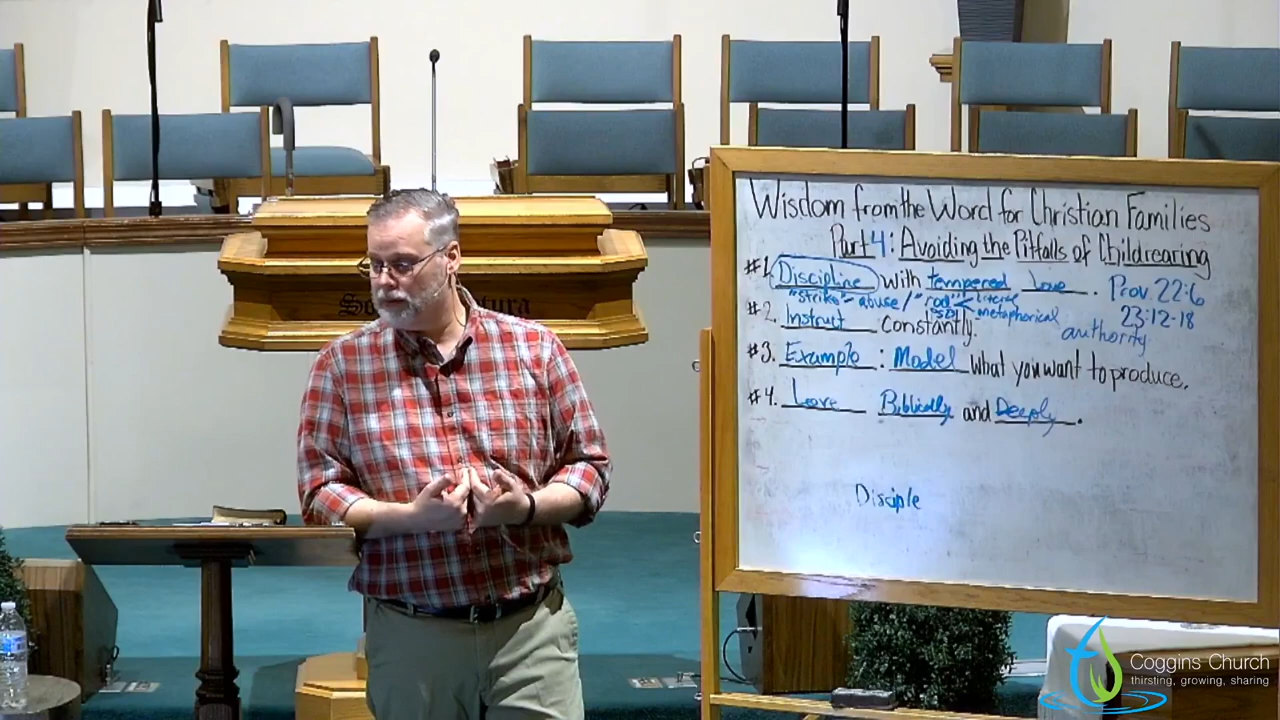 Wisdom from the Word for Christian Families
Part 4: Avoiding the Pitfalls of Childrearing
#1. Discipline with tempered love. Prov. 22:6
"strike" - abuse / "rod" literal
metaphorical 23:12-18
#2. Instruct Constantly. authority
#3. Example: Model what you want to produce.
#4. Love Biblically and Deeply.
Disciple
Coggins Church
thirsting, growing, sharing